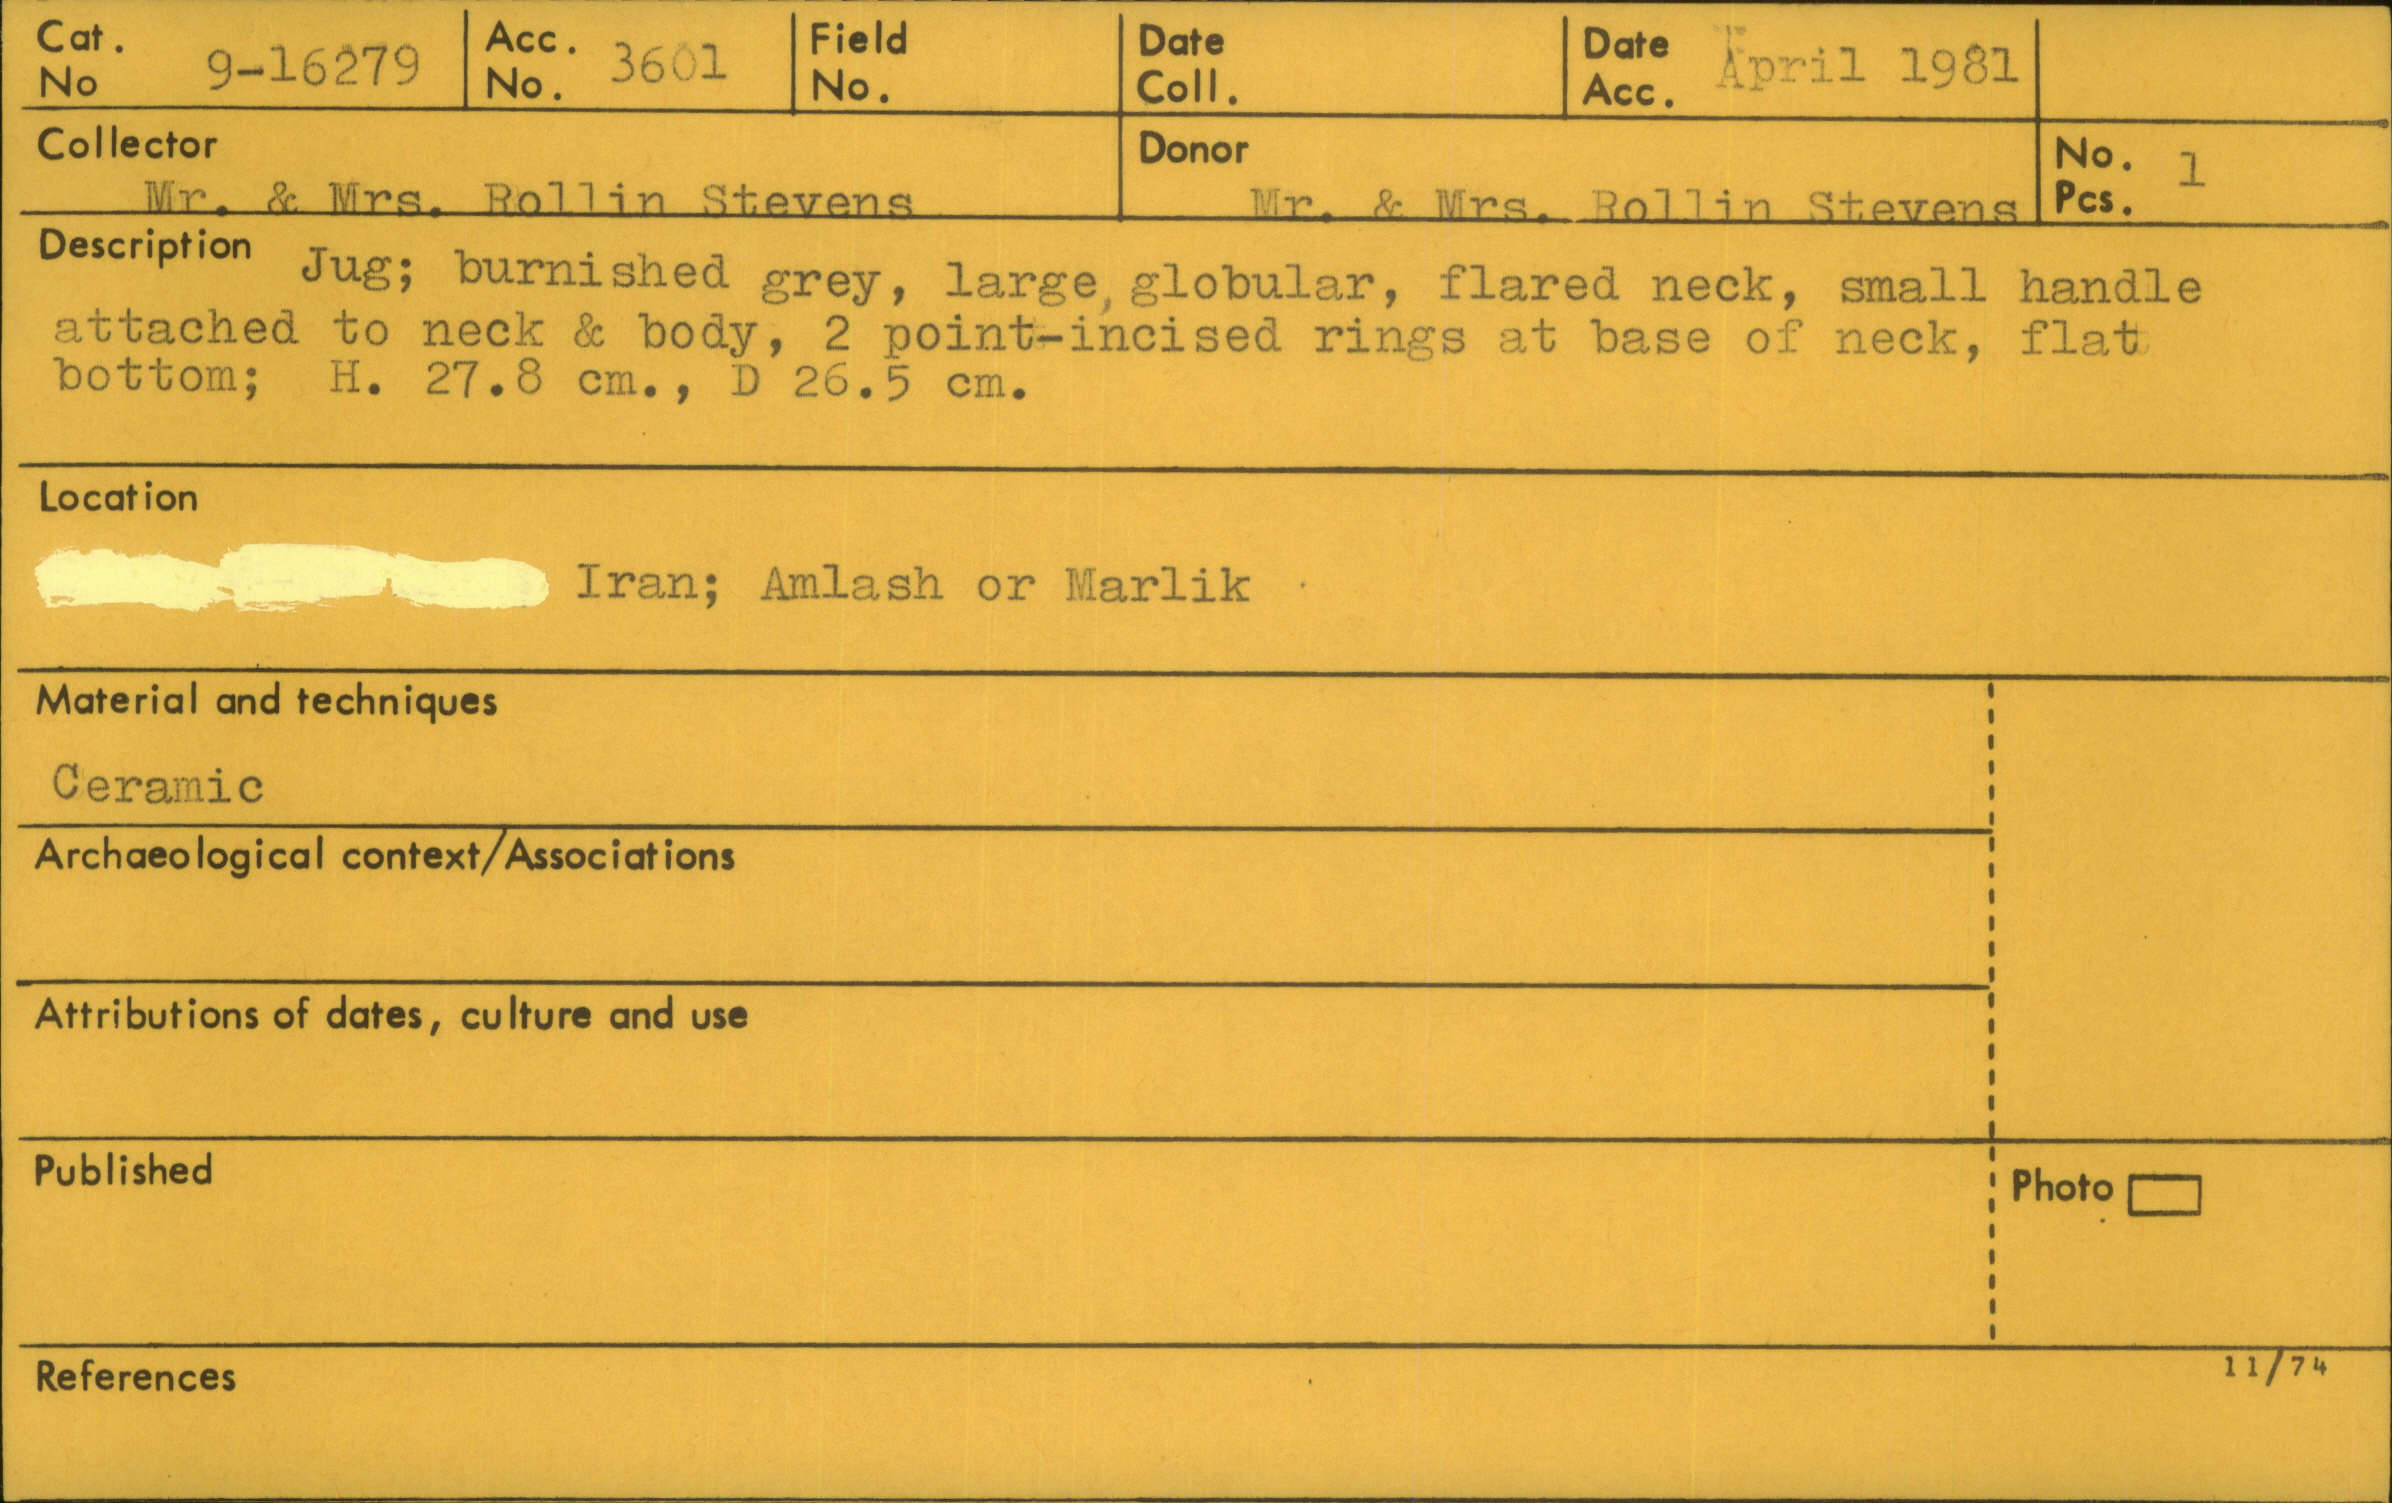 Cat. No 9-16279
Acc. No. 3601
Field No.
Date Coll.
Date Acc. April 1981
Collector
Mr. & Mrs. Rollin Stevens
Donor
Mr. & Mrs. Rollin Stevens
No. Pcs. 1
Description Jug; burnished grey, large, globular, flared neck, small handle
attached to neck & body, 2 point-incised rings at base of neck, flat
bottom; H. 27.8 cm., D 26.5 cm.
Location
Iran; Amlash or Marlik
Material and techniques
Ceramic
Archaeological context/Associations
Attributions of dates, culture and use
Published
Photo
References
11/74